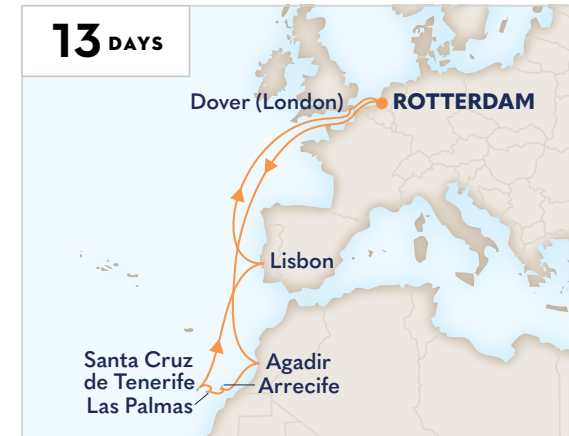 13 DAYS
Dover (London)
ROTTERDAM
Lisbon
Santa Cruz
de Tenerife
Las Palmas
Agadir
Arrecife